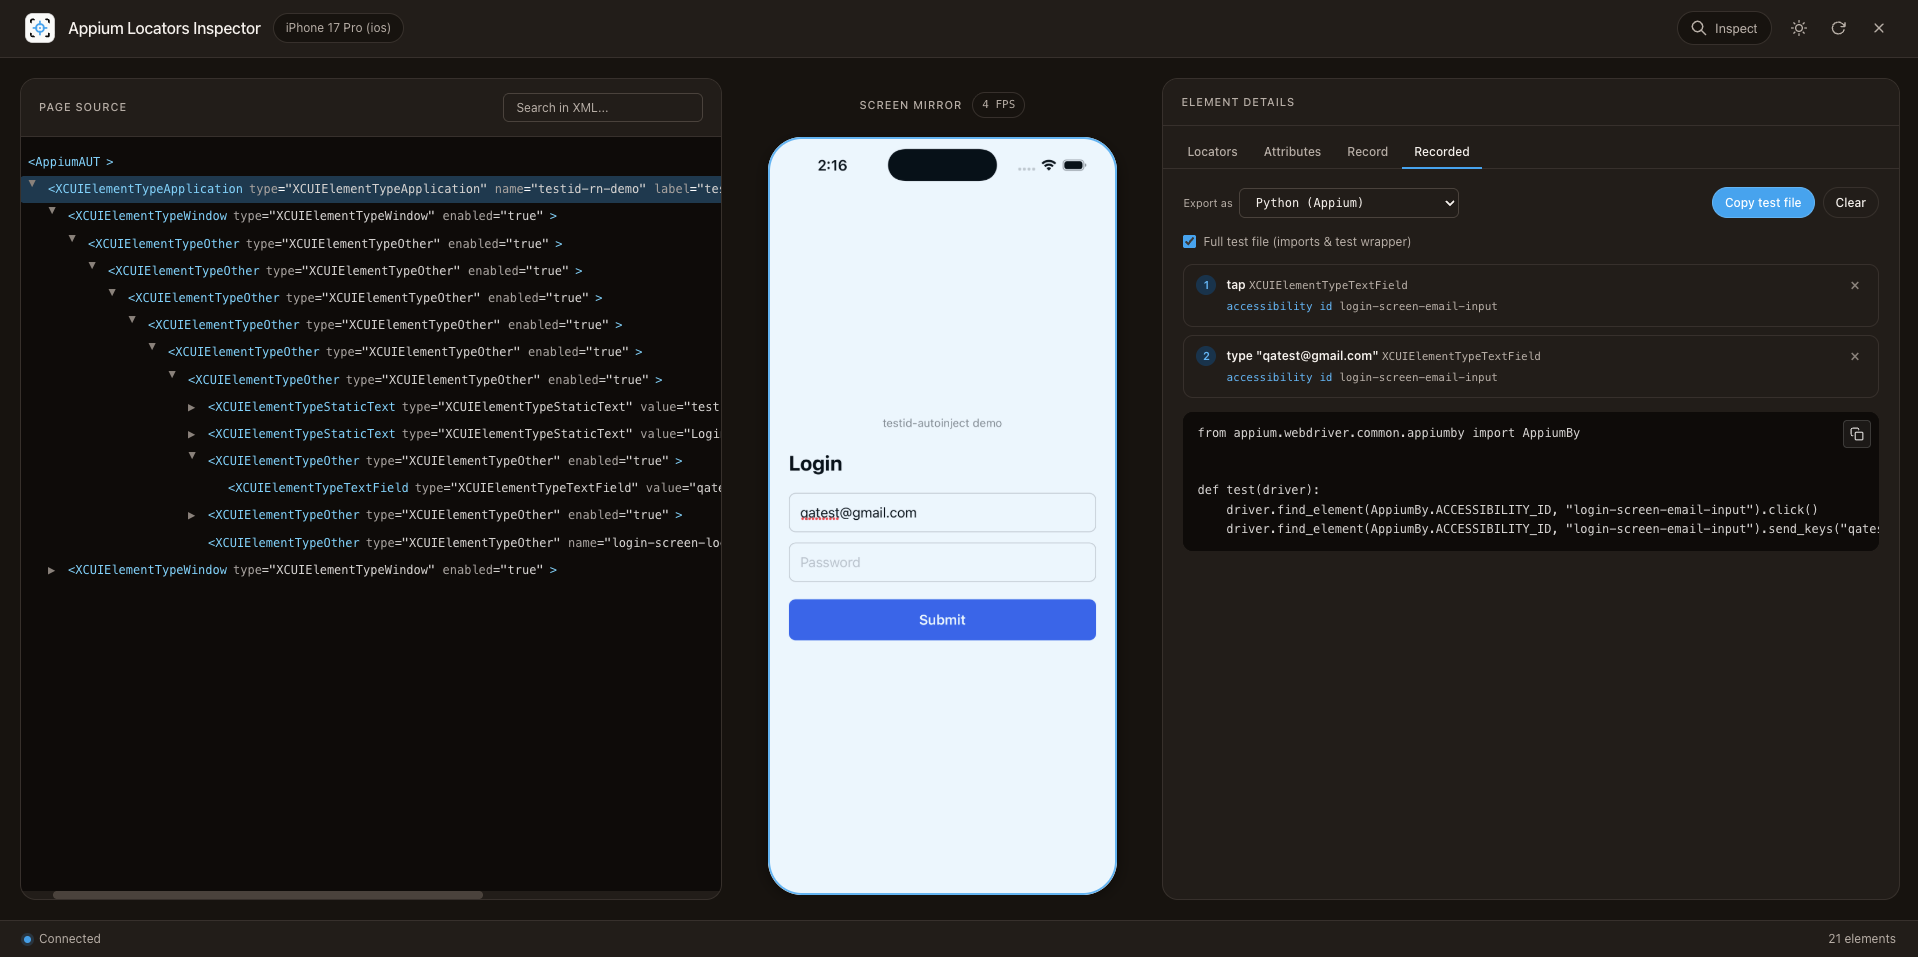 Appium Locators Inspector
iPhone 17 Pro (ios)
Inspect
PAGE SOURCE
Search in XML...
<AppiumAUT >
<XCUIElementTypeApplication type="XCUIElementTypeApplication" name="testid-rn-demo" label="tes
<XCUIElementTypeWindow type="XCUIElementTypeWindow" enabled="true" >
<XCUIElementTypeOther type="XCUIElementTypeOther" enabled="true" >
<XCUIElementTypeOther type="XCUIElementTypeOther" enabled="true" >
<XCUIElementTypeOther type="XCUIElementTypeOther" enabled="true" >
<XCUIElementTypeOther type="XCUIElementTypeOther" enabled="true" >
<XCUIElementTypeOther type="XCUIElementTypeOther" enabled="true" >
<XCUIElementTypeOther type="XCUIElementTypeOther" enabled="true" >
<XCUIElementTypeStaticText type="XCUIElementTypeStaticText" value="test
<XCUIElementTypeStaticText type="XCUIElementTypeStaticText" value="Logi
<XCUIElementTypeOther type="XCUIElementTypeOther" enabled="true" >
<XCUIElementTypeTextField type="XCUIElementTypeTextField" value="qate
<XCUIElementTypeOther type="XCUIElementTypeOther" enabled="true" >
<XCUIElementTypeOther type="XCUIElementTypeOther" name="login-screen-lo
<XCUIElementTypeWindow type="XCUIElementTypeWindow" enabled="true" >
SCREEN MIRROR
4 FPS
2:16
testid-autoinject demo
Login
qatest@gmail.com
Password
Submit
ELEMENT DETAILS
Locators Attributes Record Recorded
Export as Python (Appium) Copy test file Clear
Full test file (imports & test wrapper)
1 tap XCUIElementTypeTextField
accessibility id login-screen-email-input
2 type "qatest@gmail.com" XCUIElementTypeTextField
accessibility id login-screen-email-input
from appium.webdriver.common.appiumby import AppiumBy
def test(driver):
driver.find_element(AppiumBy.ACCESSIBILITY_ID, "login-screen-email-input").click()
driver.find_element(AppiumBy.ACCESSIBILITY_ID, "login-screen-email-input").send_keys("qates
Connected
21 elements